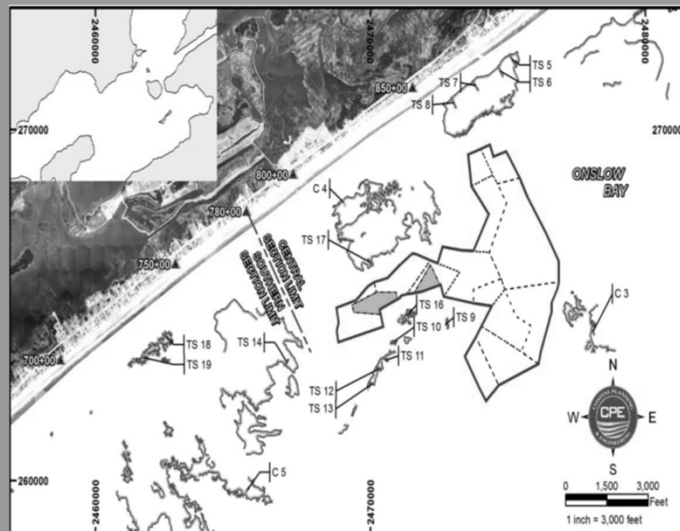 2460000
2470000
2480000
270000
270000
850+00
800+00
780+00
750+00
700+00
TS 5
TS 6
TS 7
TS 8
ONSLOW
BAY
C 4
TS 17
CENTRAL
SECTION LIMIT
SOUTHERN
SECTION LIMIT
TS 16
TS 9
TS 10
TS 11
TS 12
TS 13
TS 14
TS 18
TS 19
C 3
C 5
N
W
E
S
COASTAL PLANNING
& ENGINEERING
CPE
260000
2460000
2470000
0 1,500 3,000
Feet
1 inch = 3,000 feet